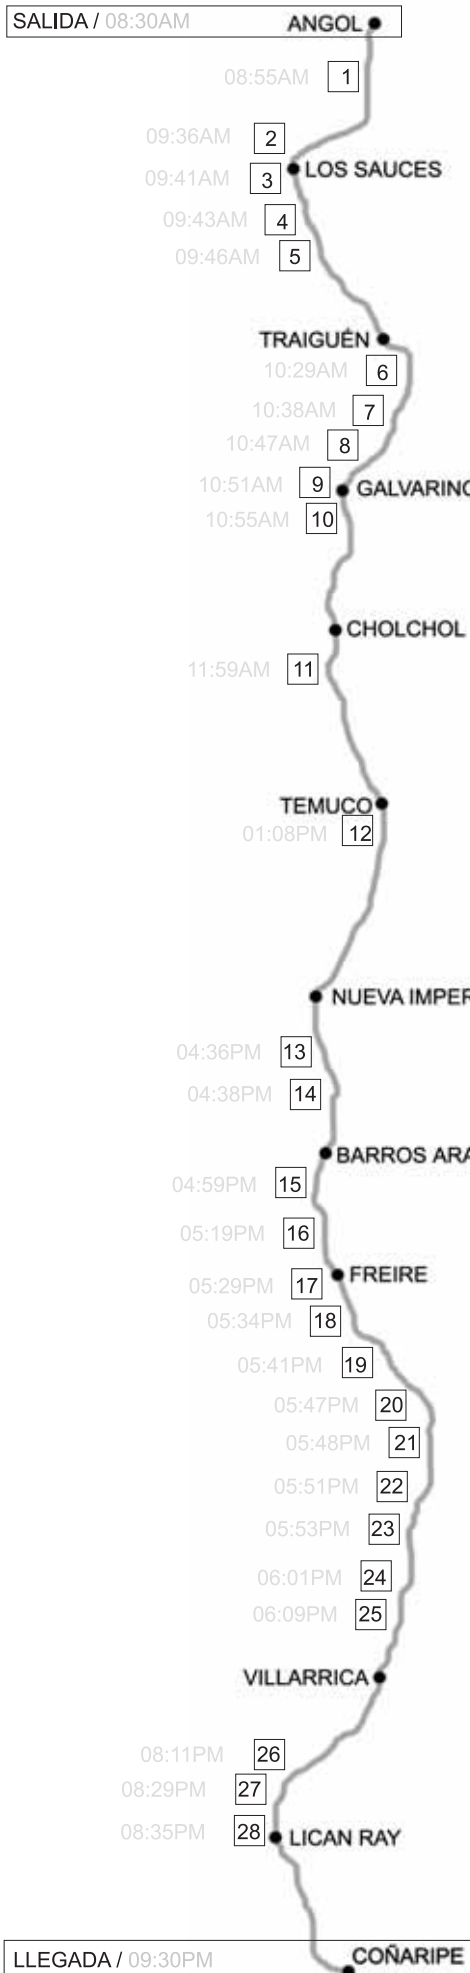 SALIDA / 08:30AM ANGOL
08:55AM 1
09:36AM 2
LOS SAUCES
09:41AM 3
09:43AM 4
09:46AM 5
TRAIGUÉN
10:29AM 6
10:38AM 7
10:47AM 8
10:51AM 9
GALVARINO
10:55AM 10
CHOLCHOL
11:59AM 11
TEMUCO
01:08PM 12
NUEVA IMPER
04:36PM 13
04:38PM 14
BARROS ARA
04:59PM 15
05:19PM 16
FREIRE
05:29PM 17
05:34PM 18
05:41PM 19
05:47PM 20
05:48PM 21
05:51PM 22
05:53PM 23
06:01PM 24
06:09PM 25
VILLARRICA
08:11PM 26
08:29PM 27
08:35PM 28 LICAN RAY
LLEGADA / 09:30PM COÑARIPE